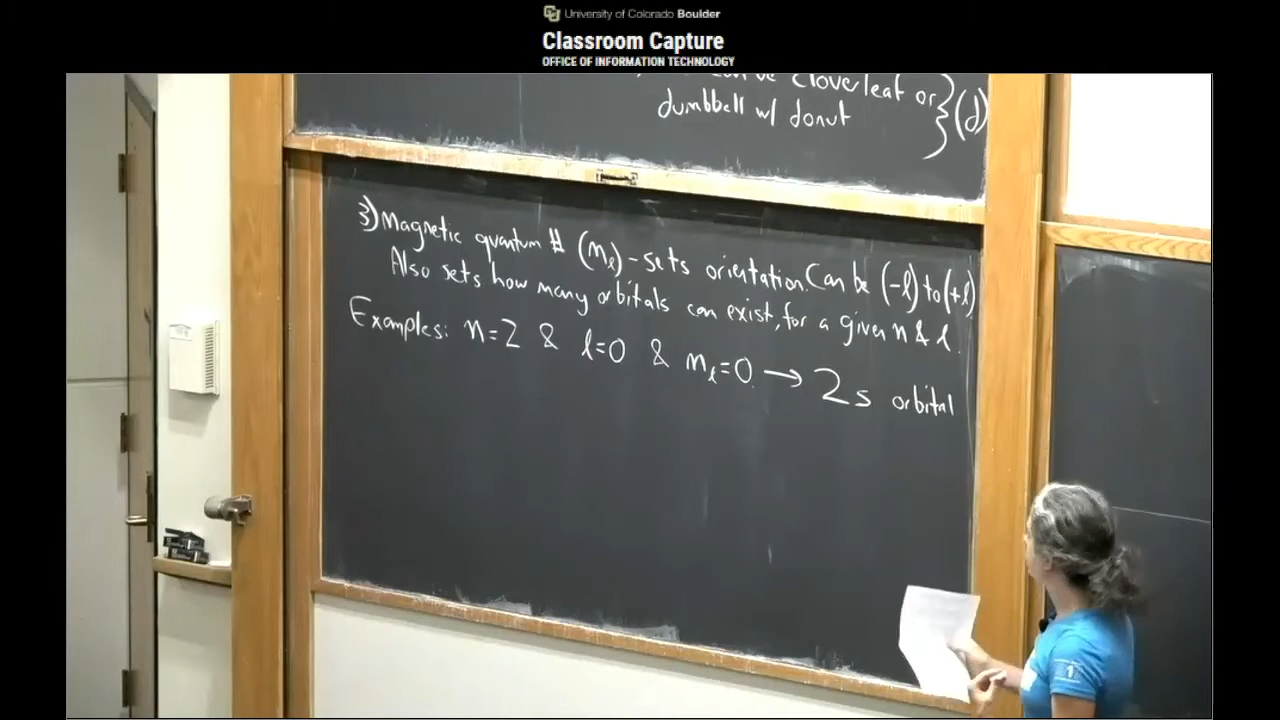 University of Colorado Boulder
Classroom Capture
OFFICE OF INFORMATION TECHNOLOGY
be cloverleaf or
dumbbell w/ donut } (d)
3) Magnetic quantum # (mₗ) - sets orientation. Can be (-l) to (+l)
Also sets how many orbitals can exist, for a given n & l.
Examples: n=2 & l=0 & mₗ=0 → 2s orbital